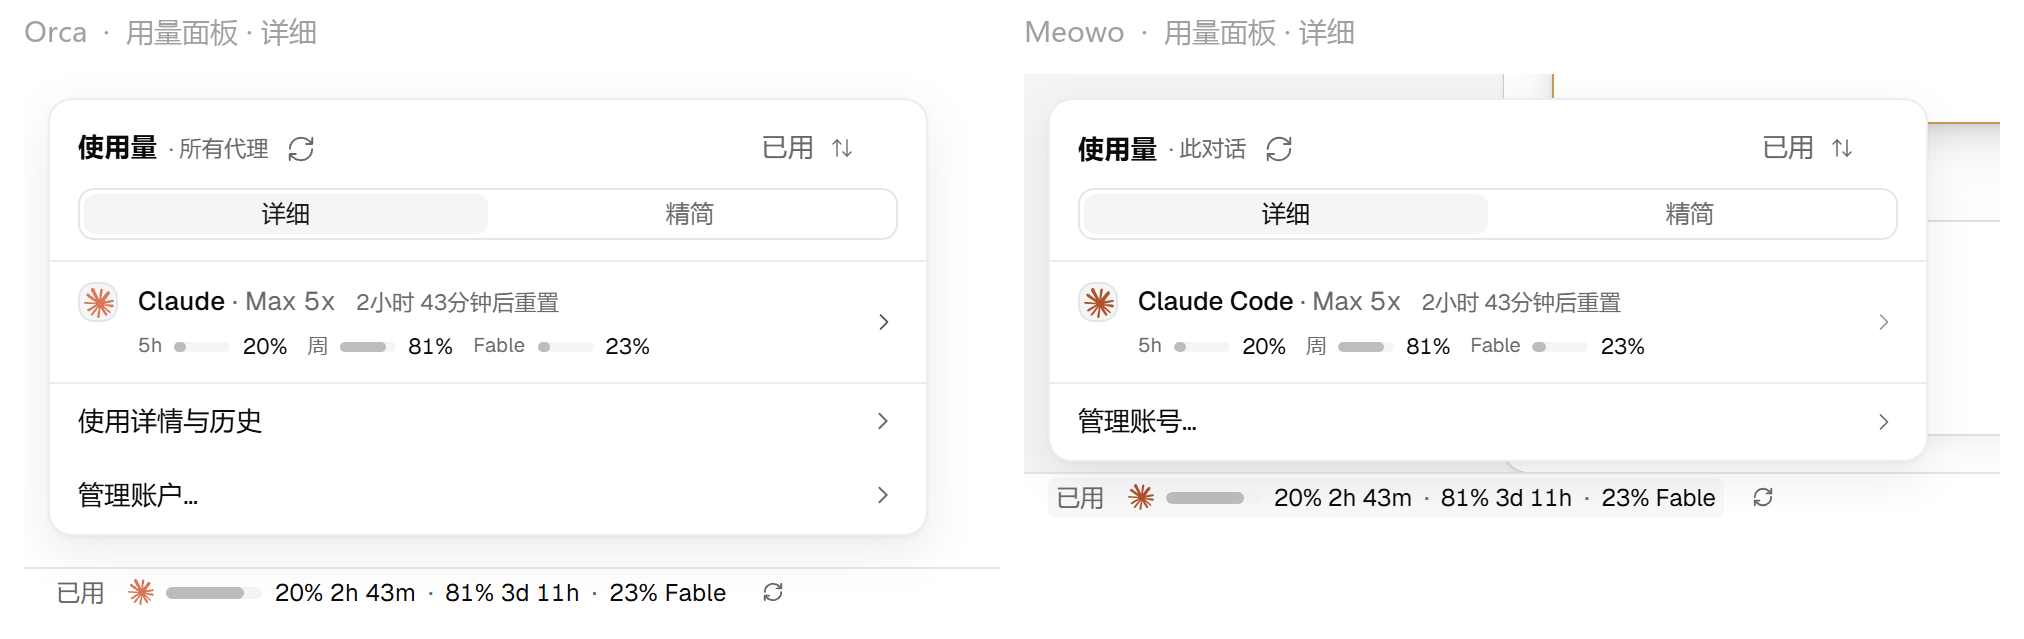 Orca · 用量面板 · 详细
使用量 · 所有代理
已用
详细
精简
Claude · Max 5x 2小时 43分钟后重置
5h 20% 周 81% Fable 23%
使用详情与历史
管理账户...
已用 20% 2h 43m · 81% 3d 11h · 23% Fable
Meowo · 用量面板 · 详细
使用量 · 此对话
已用
详细
精简
Claude Code · Max 5x 2小时 43分钟后重置
5h 20% 周 81% Fable 23%
管理账号...
已用 20% 2h 43m · 81% 3d 11h · 23% Fable